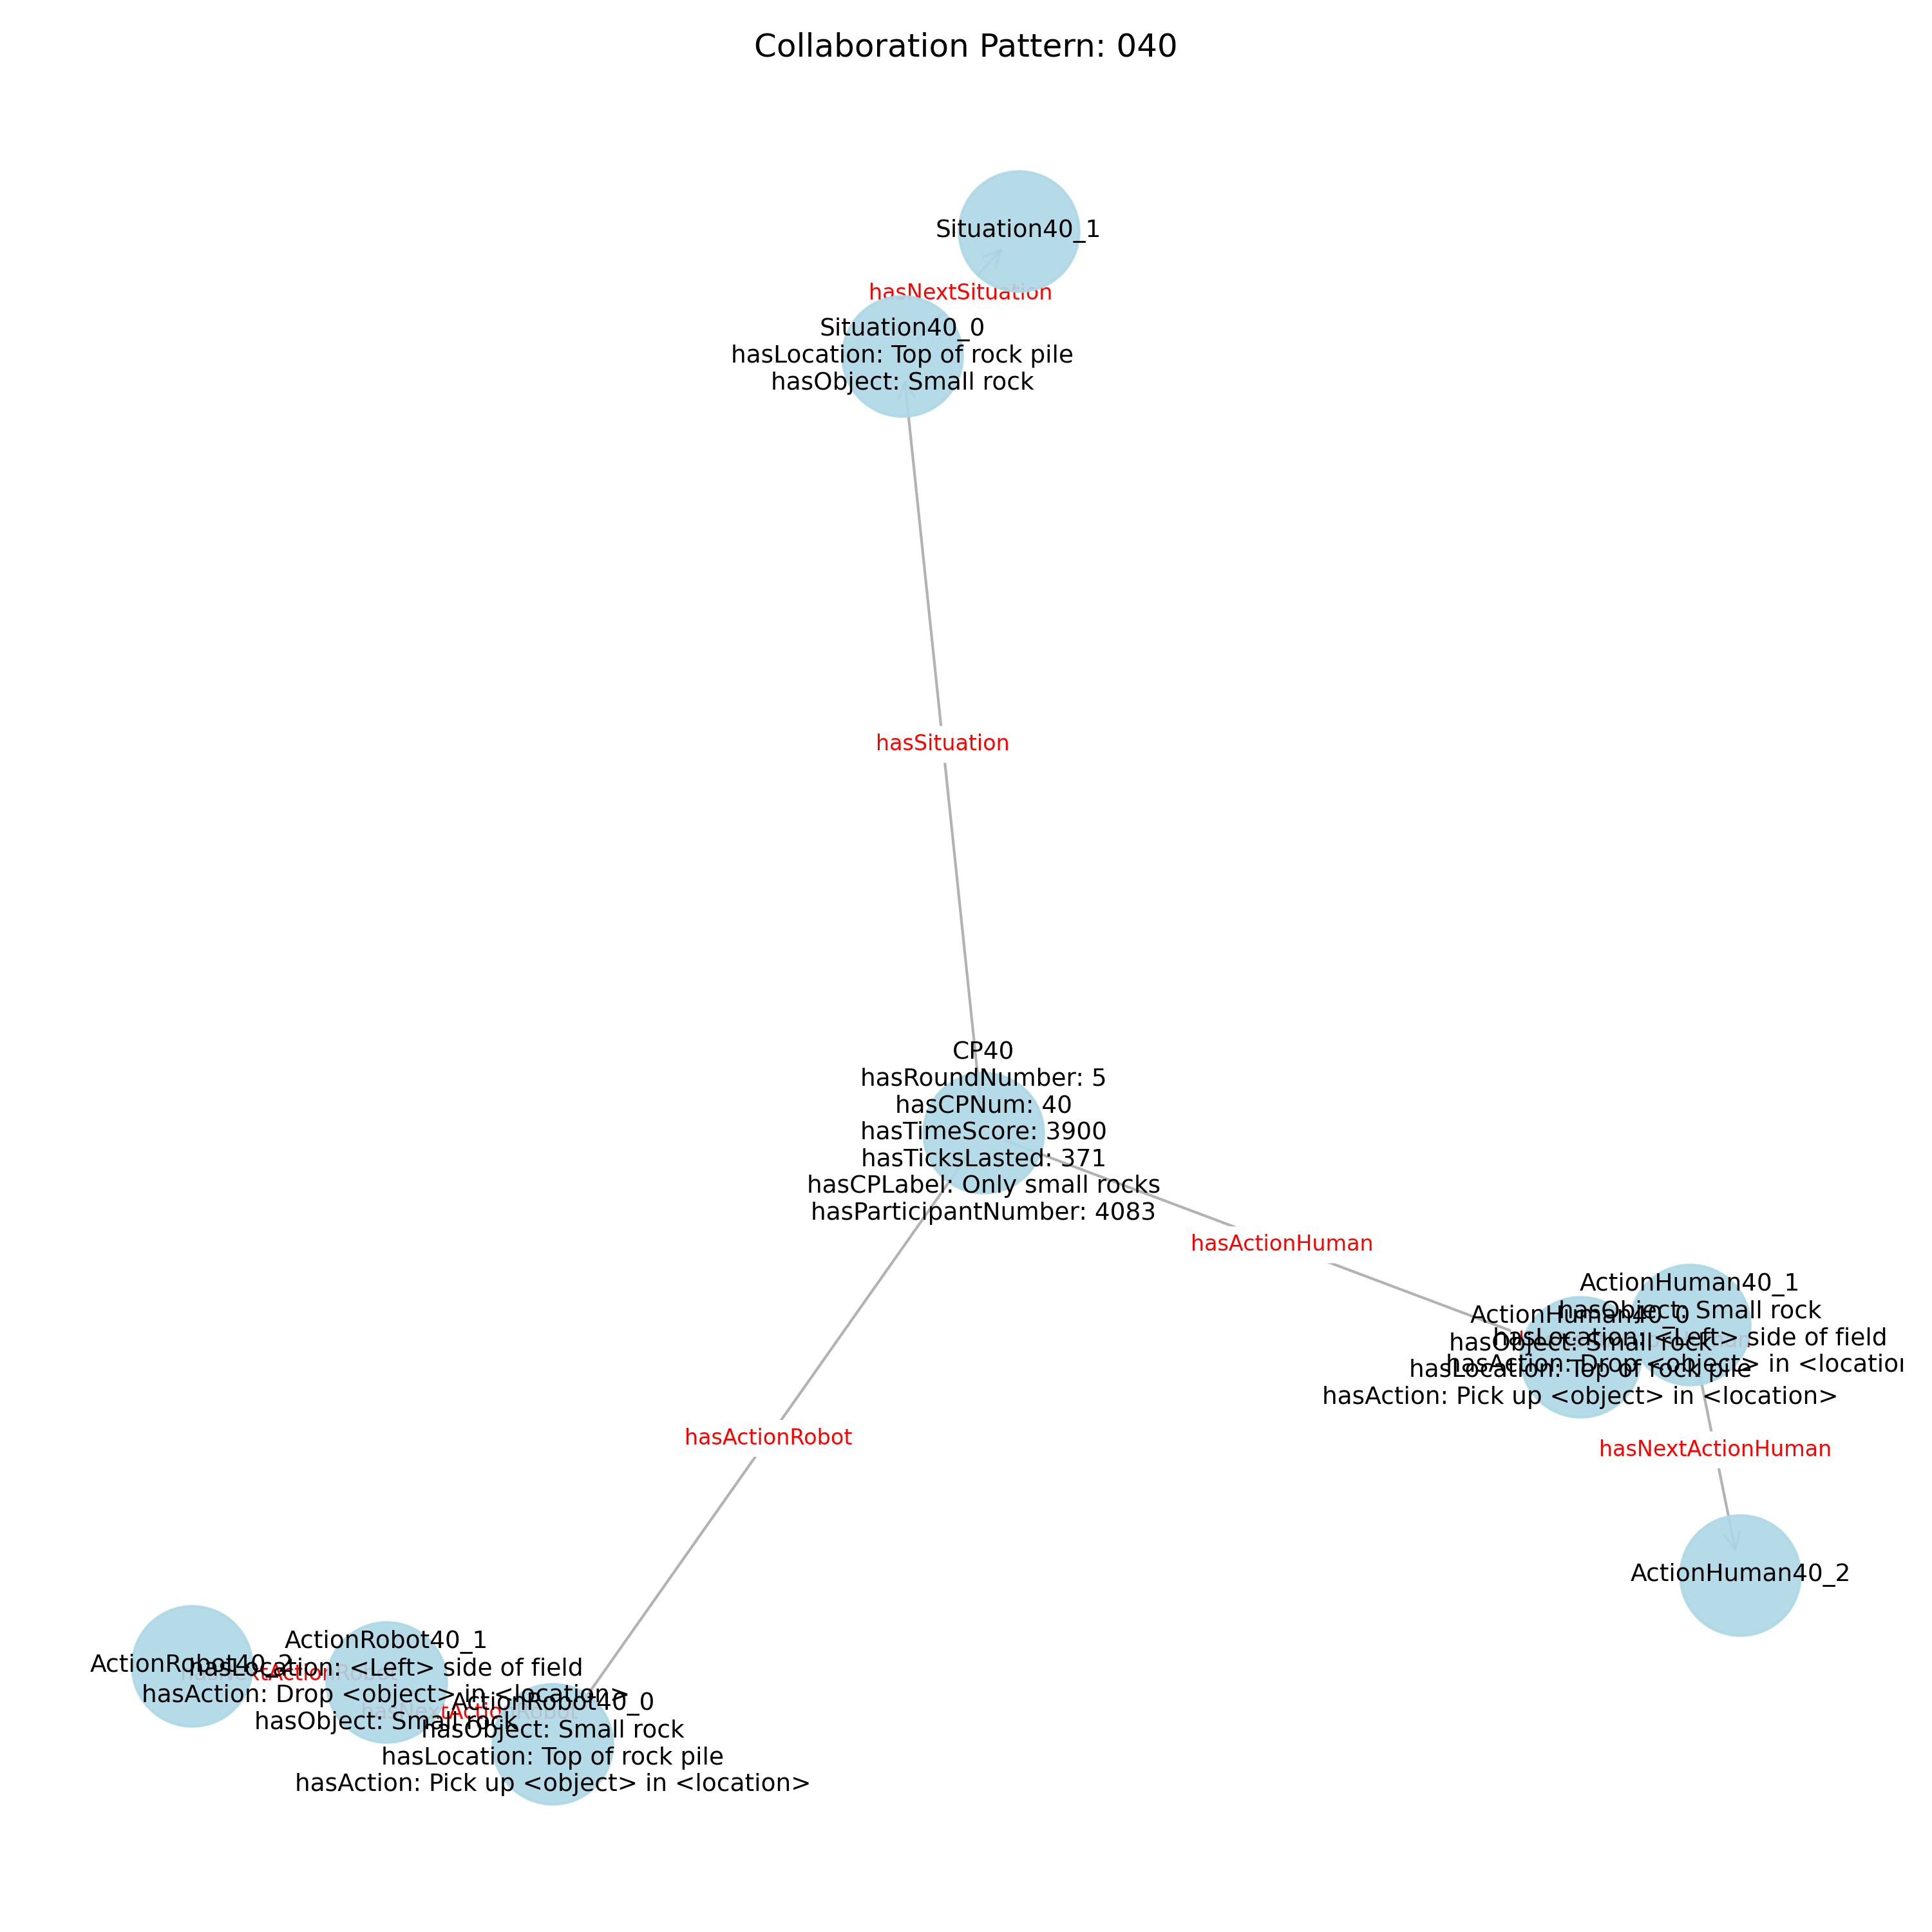 Collaboration Pattern: 040
Situation40_1
hasNextSituation
Situation40_0
hasLocation: Top of rock pile
hasObject: Small rock
hasSituation
CP40
hasRoundNumber: 5
hasCPNum: 40
hasTimeScore: 3900
hasTicksLasted: 371
hasCPLabel: Only small rocks
hasParticipantNumber: 4083
hasActionHuman
ActionHuman40_1
hasObject: Small rock
hasLocation: <Left> side of field
hasAction: Drop <object> in <location
ActionHuman40_0
hasObject: Small rock
hasLocation: Top of rock pile
hasAction: Pick up <object> in <location>
hasNextActionHuman
ActionHuman40_2
hasActionRobot
ActionRobot40_2
ActionRobot40_1
hasLocation: <Left> side of field
hasAction: Drop <object> in <location>
hasObject: Small rock
hasNextActionRobot
ActionRobot40_0
hasObject: Small rock
hasLocation: Top of rock pile
hasAction: Pick up <object> in <location>